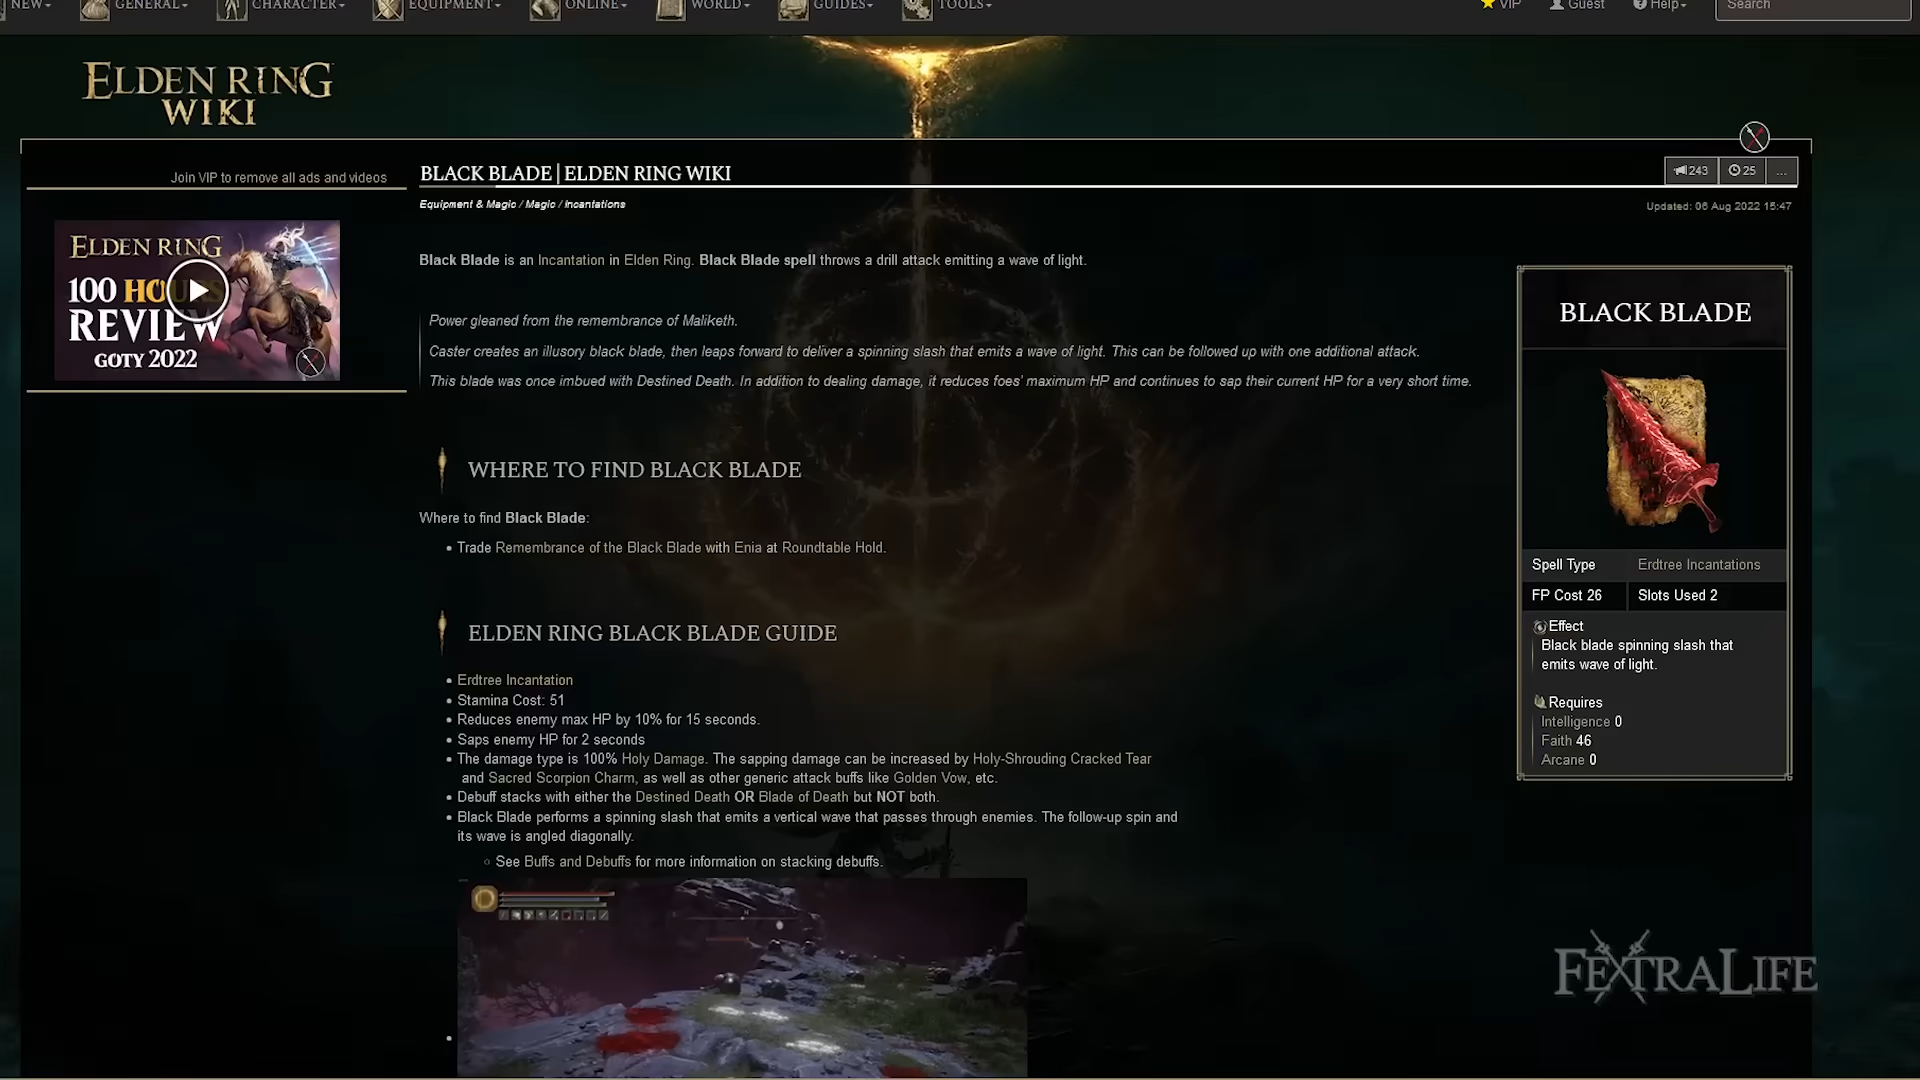 NEW
GENERAL
CHARACTER
EQUIPMENT
ONLINE
WORLD
GUIDES
TOOLS
VIP
Guest
Help
Search
ELDEN RING
WIKI
Join VIP to remove all ads and videos
ELDEN RING
100 HOURS
REVIEW
GOTY 2022
BLACK BLADE | ELDEN RING WIKI
243
25
...
Equipment & Magic / Magic / Incantations
Updated: 06 Aug 2022 15:47
Black Blade is an Incantation in Elden Ring. Black Blade spell throws a drill attack emitting a wave of light.
Power gleaned from the remembrance of Maliketh.
Caster creates an illusory black blade, then leaps forward to deliver a spinning slash that emits a wave of light. This can be followed up with one additional attack.
This blade was once imbued with Destined Death. In addition to dealing damage, it reduces foes' maximum HP and continues to sap their current HP for a very short time.
WHERE TO FIND BLACK BLADE
Where to find Black Blade:
• Trade Remembrance of the Black Blade with Enia at Roundtable Hold.
ELDEN RING BLACK BLADE GUIDE
• Erdtree Incantation
• Stamina Cost: 51
• Reduces enemy max HP by 10% for 15 seconds.
• Saps enemy HP for 2 seconds
• The damage type is 100% Holy Damage. The sapping damage can be increased by Holy-Shrouding Cracked Tear
and Sacred Scorpion Charm, as well as other generic attack buffs like Golden Vow, etc.
• Debuff stacks with either the Destined Death OR Blade of Death but NOT both.
• Black Blade performs a spinning slash that emits a vertical wave that passes through enemies. The follow-up spin and
its wave is angled diagonally.
○ See Buffs and Debuffs for more information on stacking debuffs.
BLACK BLADE
Spell Type
Erdtree Incantations
FP Cost 26
Slots Used 2
Effect
Black blade spinning slash that
emits wave of light.
Requires
Intelligence 0
Faith 46
Arcane 0
FEXTRALIFE